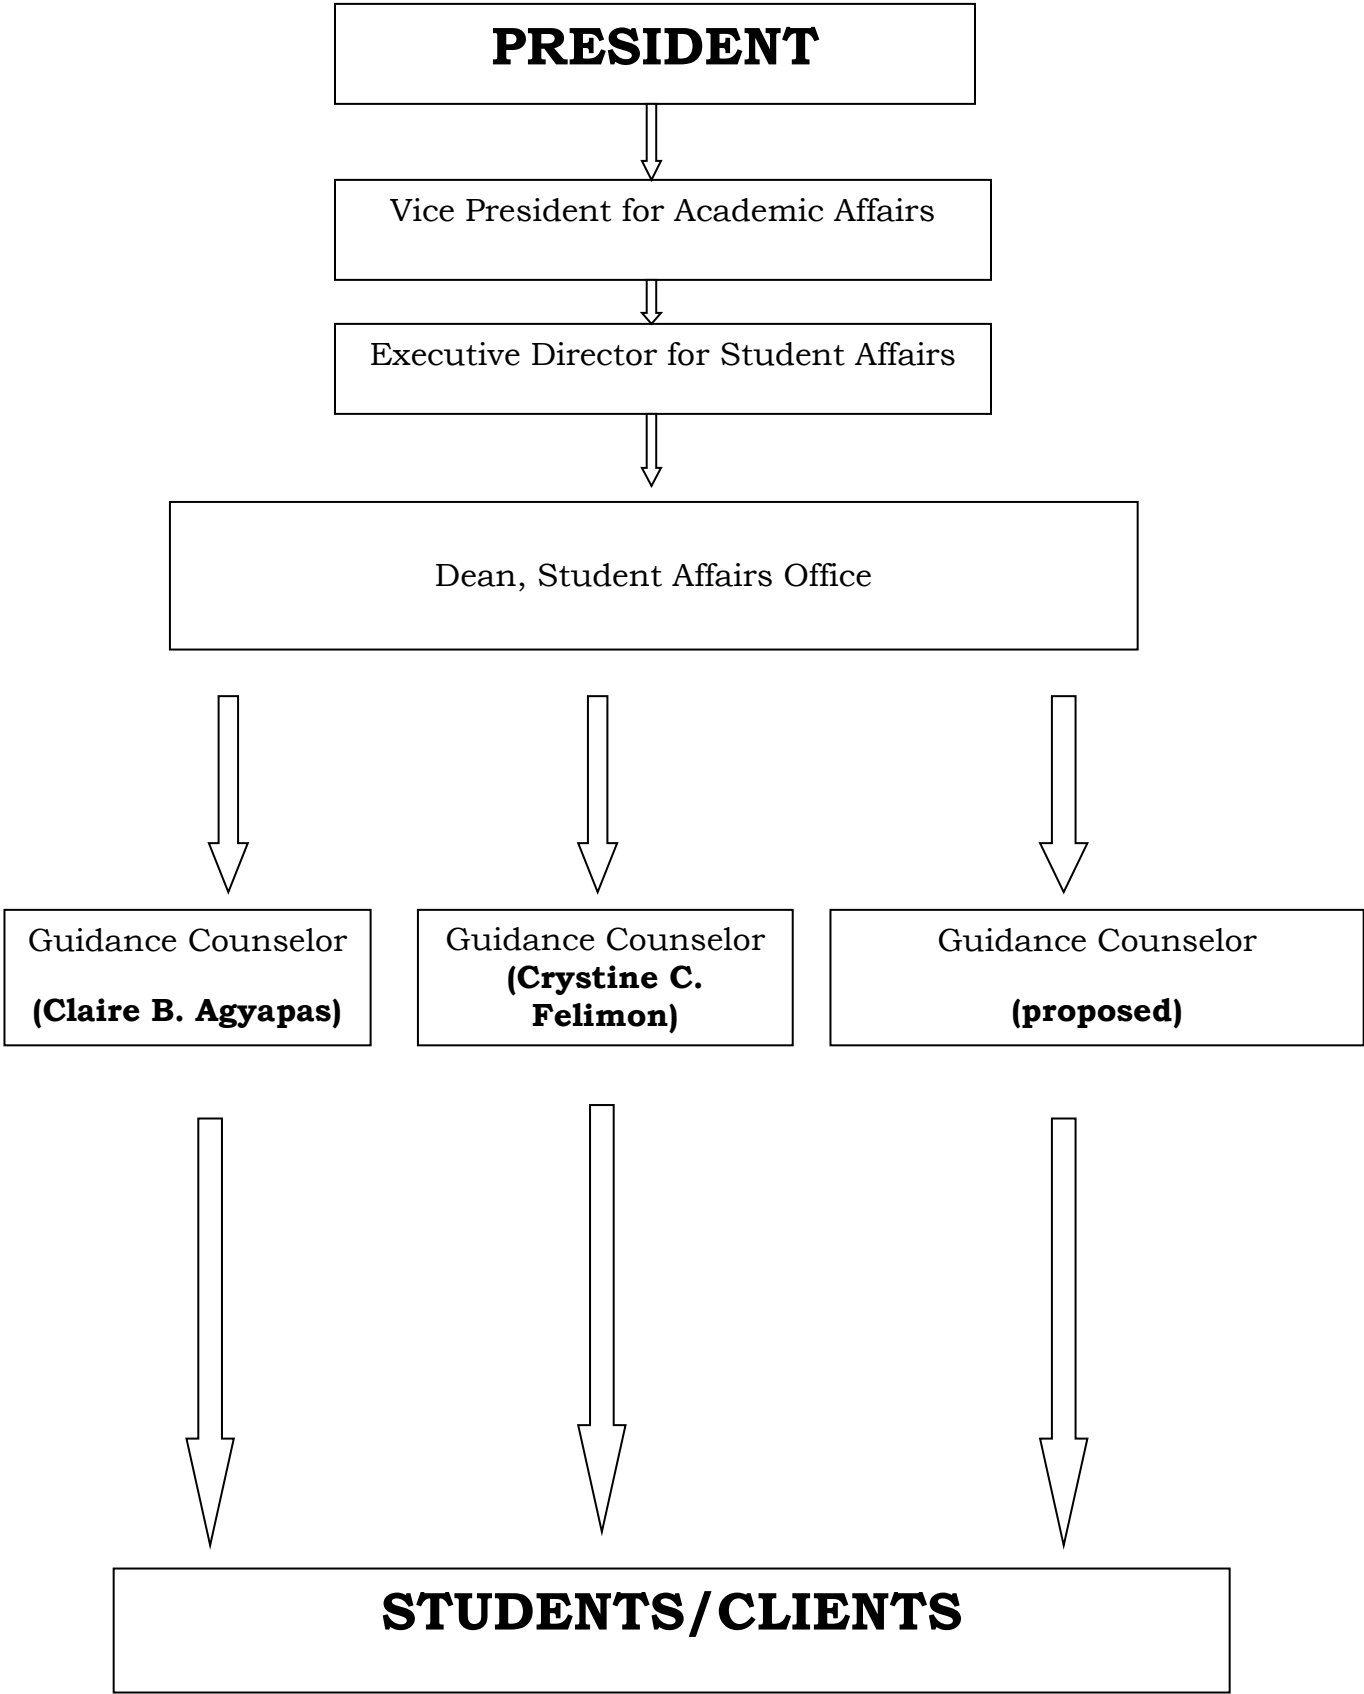 PRESIDENT
Vice President for Academic Affairs
Executive Director for Student Affairs
Dean, Student Affairs Office
Guidance Counselor
(Claire B. Agyapas)
Guidance Counselor
(Crystine C.
Felimon)
Guidance Counselor
(proposed)
STUDENTS/CLIENTS